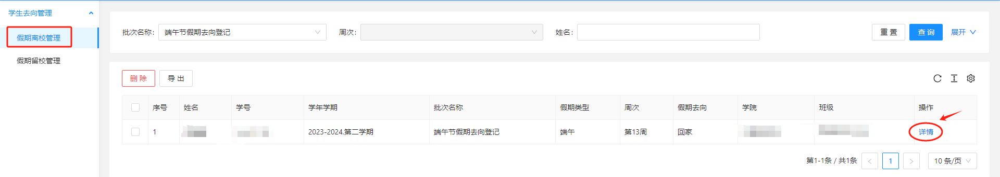 学生去向管理
假期离校管理
假期留校管理
批次名称: 端午节假期去向登记 周次: 姓名: 重 置 查 询 展开
删 除 导 出
序号 姓名 学号 学年学期 批次名称 假期类型 周次 假期去向 学院 班级 操作
1 2023-2024,第二学期 端午节假期去向登记 端午 第13周 回家 详情
第1-1条 / 共1条 < 1 > 10 条/页